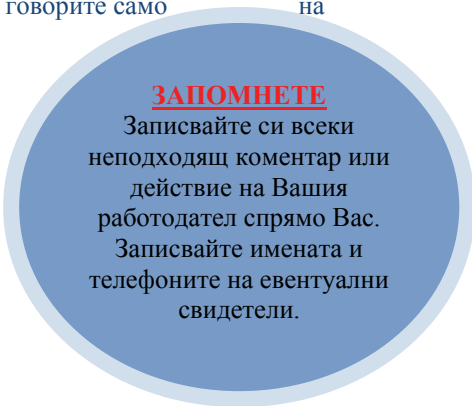 говорите само на
ЗАПОМНЕТЕ
Записвайте си всеки
неподходящ коментар или
действие на Вашия
работодател спрямо Вас.
Записвайте имената и
телефоните на евентуални
свидетели.